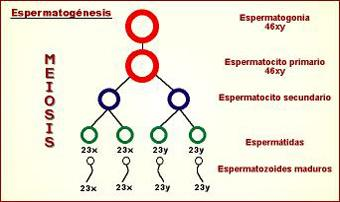 Espermatogénesis
Espermatogonia
46xy
MEIOSIS
Espermatocito primario
46xy
Espermatocito secundario
Espermátidas
23x 23x 23y 23y
Espermatozoides maduros
23x 23x 23y 23y